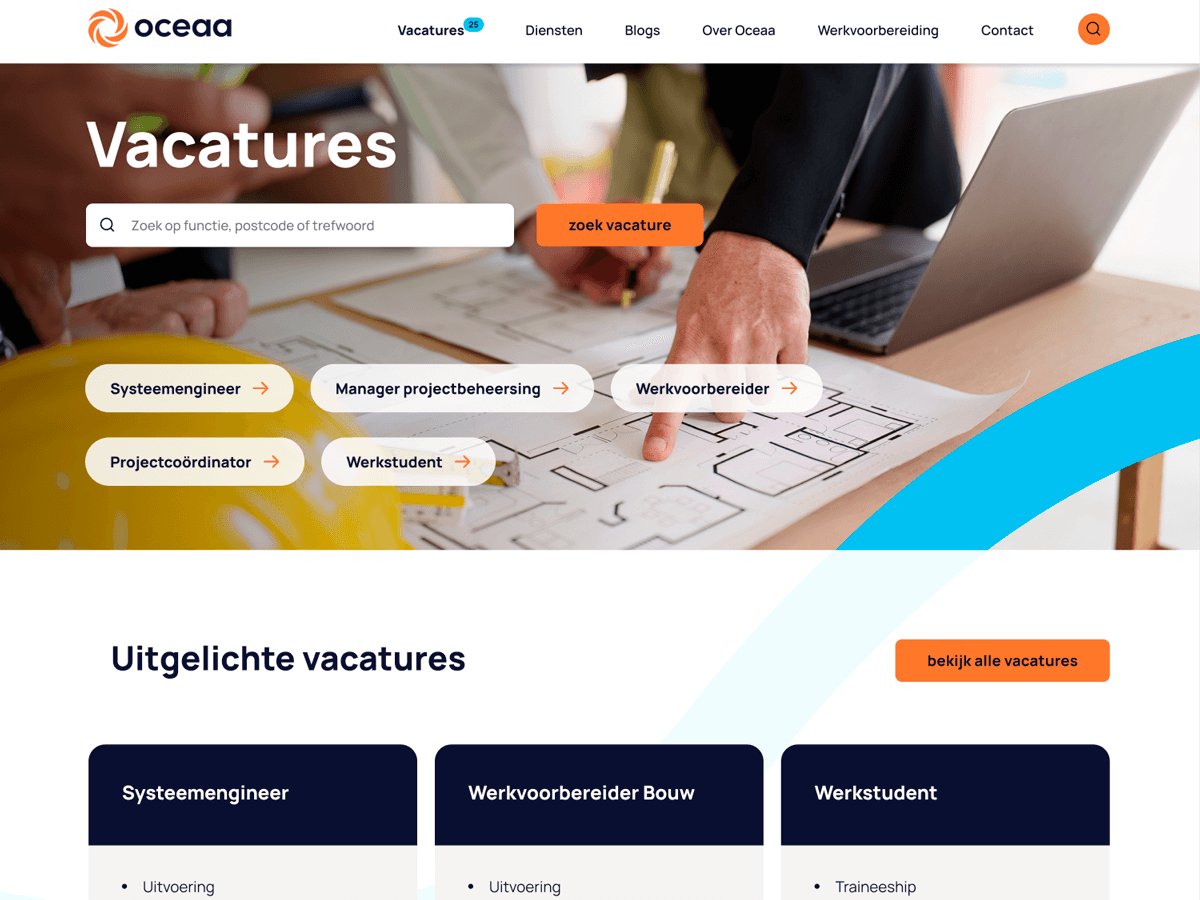 oceaa
Vacatures 25
Diensten
Blogs
Over Oceaa
Werkvoorbereiding
Contact
Vacatures
Zoek op functie, postcode of trefwoord
zoek vacature
Systeemengineer
Manager projectbeheersing
Werkvoorbereider
Projectcoördinator
Werkstudent
Uitgelichte vacatures
bekijk alle vacatures
Systeemengineer
Werkvoorbereider Bouw
Werkstudent
• Uitvoering
• Uitvoering
• Traineeship